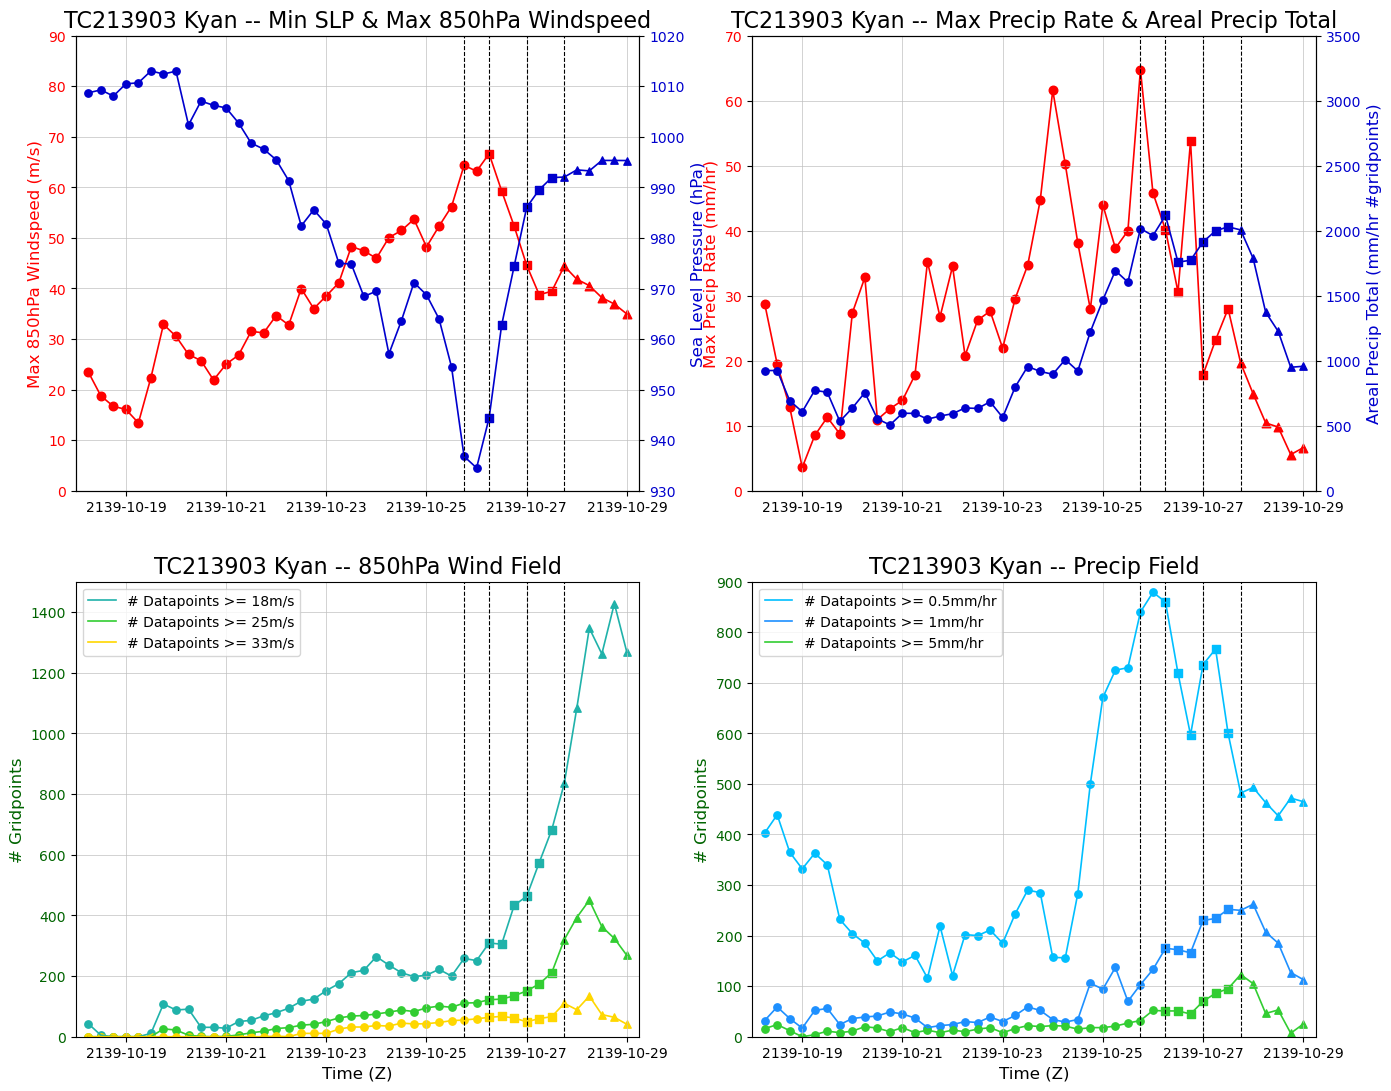 TC213903 Kyan -- Min SLP & Max 850hPa Windspeed
Max 850hPa Windspeed (m/s)
90
80
70
60
50
40
30
20
10
0
1020
1010
1000
990
980
970
960
950
940
930
Sea Level Pressure (hPa)
2139-10-19 2139-10-21 2139-10-23 2139-10-25 2139-10-27 2139-10-29
TC213903 Kyan -- Max Precip Rate & Areal Precip Total
Max Precip Rate (mm/hr)
70
60
50
40
30
20
10
0
3500
3000
2500
2000
1500
1000
500
0
Areal Precip Total (mm/hr #gridpoints)
2139-10-19 2139-10-21 2139-10-23 2139-10-25 2139-10-27 2139-10-29
TC213903 Kyan -- 850hPa Wind Field
# Datapoints >= 18m/s
# Datapoints >= 25m/s
# Datapoints >= 33m/s
# Gridpoints
1400
1200
1000
800
600
400
200
0
2139-10-19 2139-10-21 2139-10-23 2139-10-25 2139-10-27 2139-10-29
Time (Z)
TC213903 Kyan -- Precip Field
# Datapoints >= 0.5mm/hr
# Datapoints >= 1mm/hr
# Datapoints >= 5mm/hr
# Gridpoints
900
800
700
600
500
400
300
200
100
0
2139-10-19 2139-10-21 2139-10-23 2139-10-25 2139-10-27 2139-10-29
Time (Z)